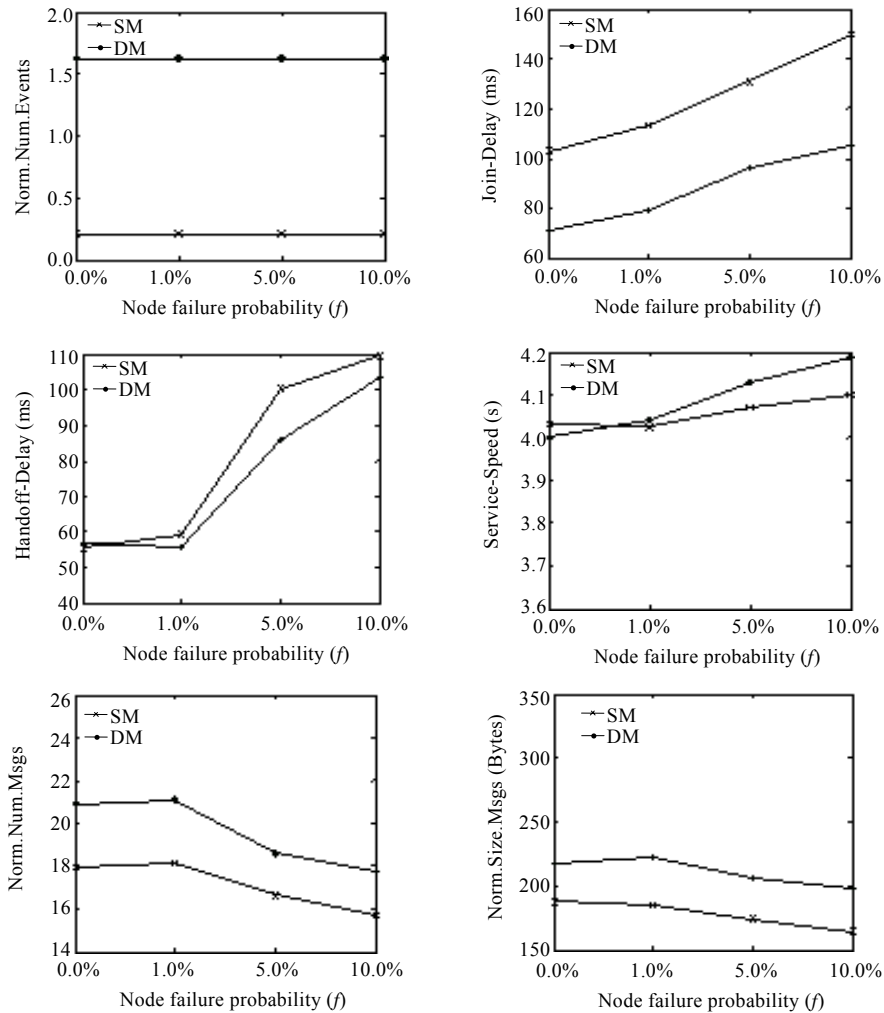 2.0
1.5
1.0
0.5
0.0
Norm.Num.Events
SM
DM
0.0% 1.0% 5.0% 10.0%
Node failure probability (f)
160
140
120
100
80
60
Join-Delay (ms)
SM
DM
0.0% 1.0% 5.0% 10.0%
Node failure probability (f)
110
100
90
80
70
60
50
40
Handoff-Delay (ms)
SM
DM
0.0% 1.0% 5.0% 10.0%
Node failure probability (f)
4.2
4.1
4.0
3.9
3.8
3.7
3.6
Service-Speed (s)
SM
DM
0.0% 1.0% 5.0% 10.0%
Node failure probability (f)
26
24
22
20
18
16
14
Norm.Num.Msgs
SM
DM
0.0% 1.0% 5.0% 10.0%
Node failure probability (f)
350
300
250
200
150
Norm.Size.Msgs (Bytes)
SM
DM
0.0% 1.0% 5.0% 10.0%
Node failure probability (f)